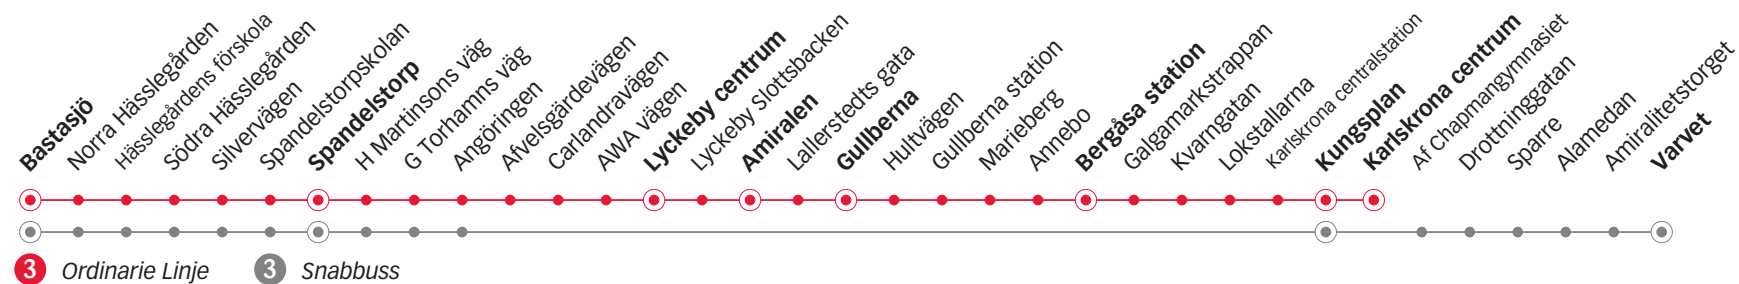 Bastasjö
Norra Hässlegården
Hässlegårdens förskola
Södra Hässlegården
Silvervägen
Spandelstorpskolan
Spandelstorp
H Martinsons väg
G Torhamns väg
Angöringen
Afvelsgärdevägen
Carlandravägen
AWA vägen
Lyckeby centrum
Lyckeby Slottsbacken
Amiralen
Lallerstedts gata
Gullberna
Hultvägen
Gullberna station
Marieberg
Annebo
Bergåsa station
Galgamarkstrappan
Kvarngatan
Lokstallarna
Karlskrona centralstation
Kungsplan
Karlskrona centrum
Af Chapmangymnasiet
Drottninggatan
Sparre
Alamedan
Amiralitetstorget
Varvet
3 Ordinarie Linje
3 Snabbuss